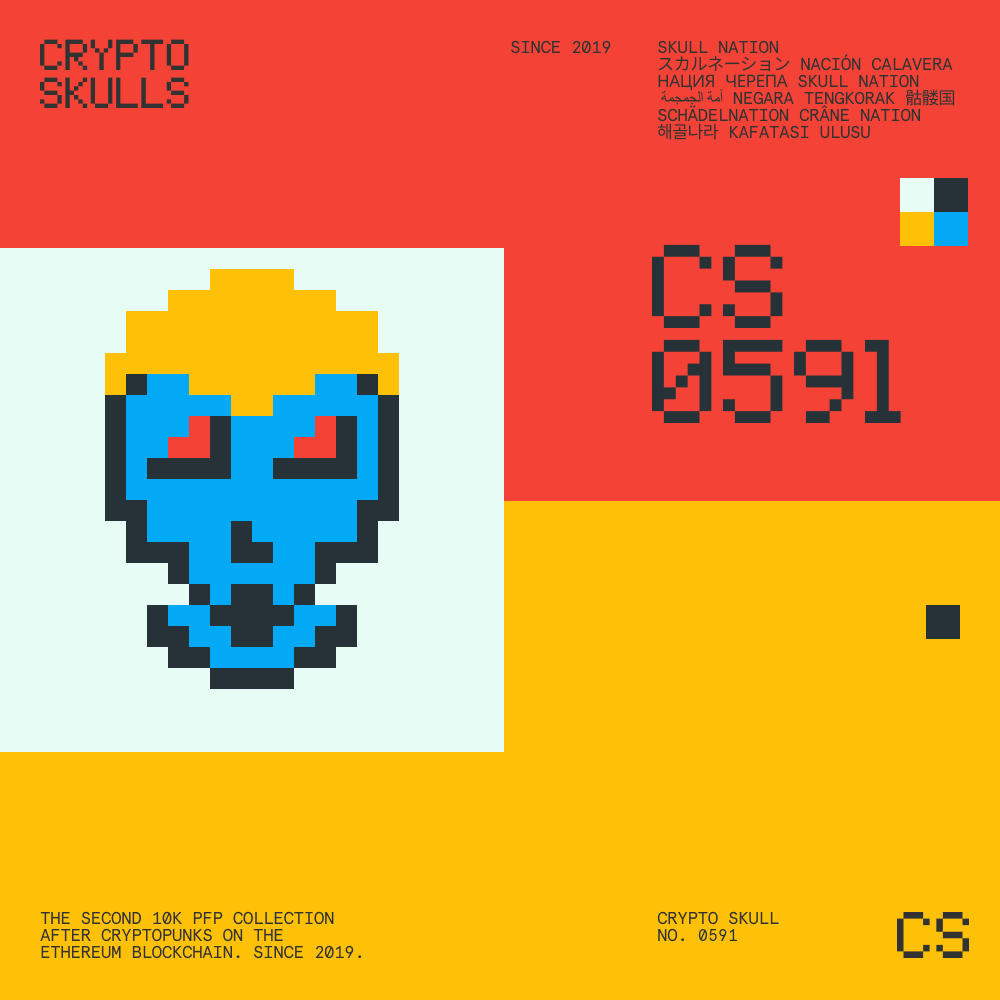 CRYPTO
SKULLS
SINCE 2019
SKULL NATION
スカルネーション NACIÓN CALAVERA
НАЦИЯ ЧЕРЕПА SKULL NATION
أمة الجمجمة NEGARA TENGKORAK 骷髅国
SCHÄDELNATION CRÂNE NATION
해골나라 KAFATASI ULUSU
CS
0591
THE SECOND 10K PFP COLLECTION
AFTER CRYPTOPUNKS ON THE
ETHEREUM BLOCKCHAIN. SINCE 2019.
CRYPTO SKULL
NO. 0591
CS